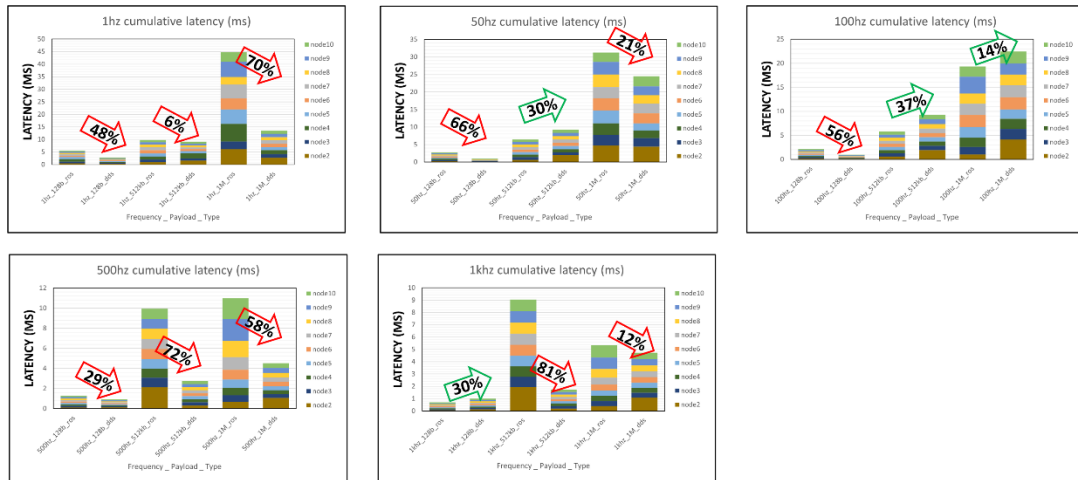 1hz cumulative latency (ms)
LATENCY (MS)
50
45
40
35
30
25
20
15
10
5
0
48%
6%
70%
node10
node9
node8
node7
node6
node5
node4
node3
node2
1hz_128b_ros
1hz_128b_dds
1hz_512kb_ros
1hz_512kb_dds
1hz_1M_ros
1hz_1M_dds
Frequency _ Payload _ Type
50hz cumulative latency (ms)
LATENCY (MS)
35
30
25
20
15
10
5
0
66%
30%
21%
node10
node9
node8
node7
node6
node5
node4
node3
node2
50hz_128b_ros
50hz_128b_dds
50hz_512kb_ros
50hz_512kb_dds
50hz_1M_ros
50hz_1M_dds
Frequency _ Payload _ Type
100hz cumulative latency (ms)
LATENCY (MS)
25
20
15
10
5
0
56%
37%
14%
node10
node9
node8
node7
node6
node5
node4
node3
node2
100hz_128b_ros
100hz_128b_dds
100hz_512kb_ros
100hz_512kb_dds
100hz_1M_ros
100hz_1M_dds
Frequency _ Payload _ Type
500hz cumulative latency (ms)
LATENCY (MS)
12
10
8
6
4
2
0
29%
72%
58%
node10
node9
node8
node7
node6
node5
node4
node3
node2
500hz_128b_ros
500hz_128b_dds
500hz_512kb_ros
500hz_512kb_dds
500hz_1M_ros
500hz_1M_dds
Frequency _ Payload _ Type
1khz cumulative latency (ms)
LATENCY (MS)
10
9
8
7
6
5
4
3
2
1
0
30%
81%
12%
node10
node9
node8
node7
node6
node5
node4
node3
node2
1khz_128b_ros
1khz_128b_dds
1khz_512kb_ros
1khz_512kb_dds
1khz_1M_ros
1khz_1M_dds
Frequency _ Payload _ Type